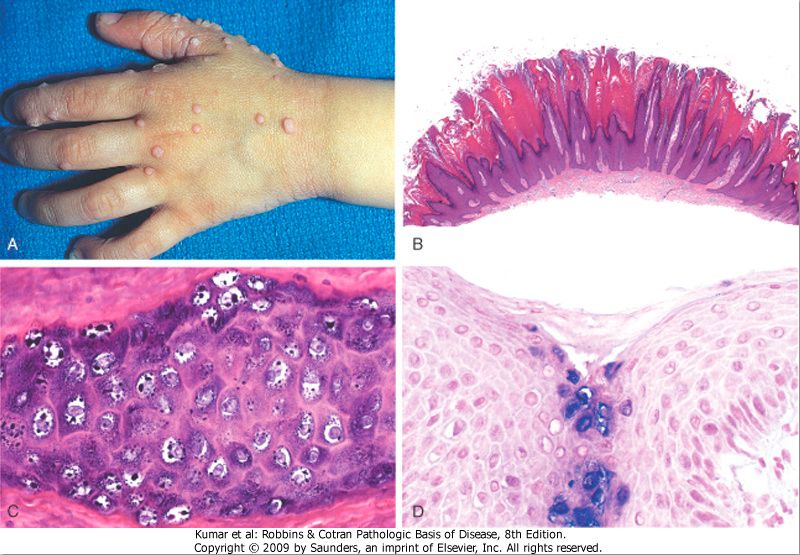 A
B
C
D
Kumar et al: Robbins & Cotran Pathologic Basis of Disease, 8th Edition.
Copyright © 2009 by Saunders, an imprint of Elsevier, Inc. All rights reserved.